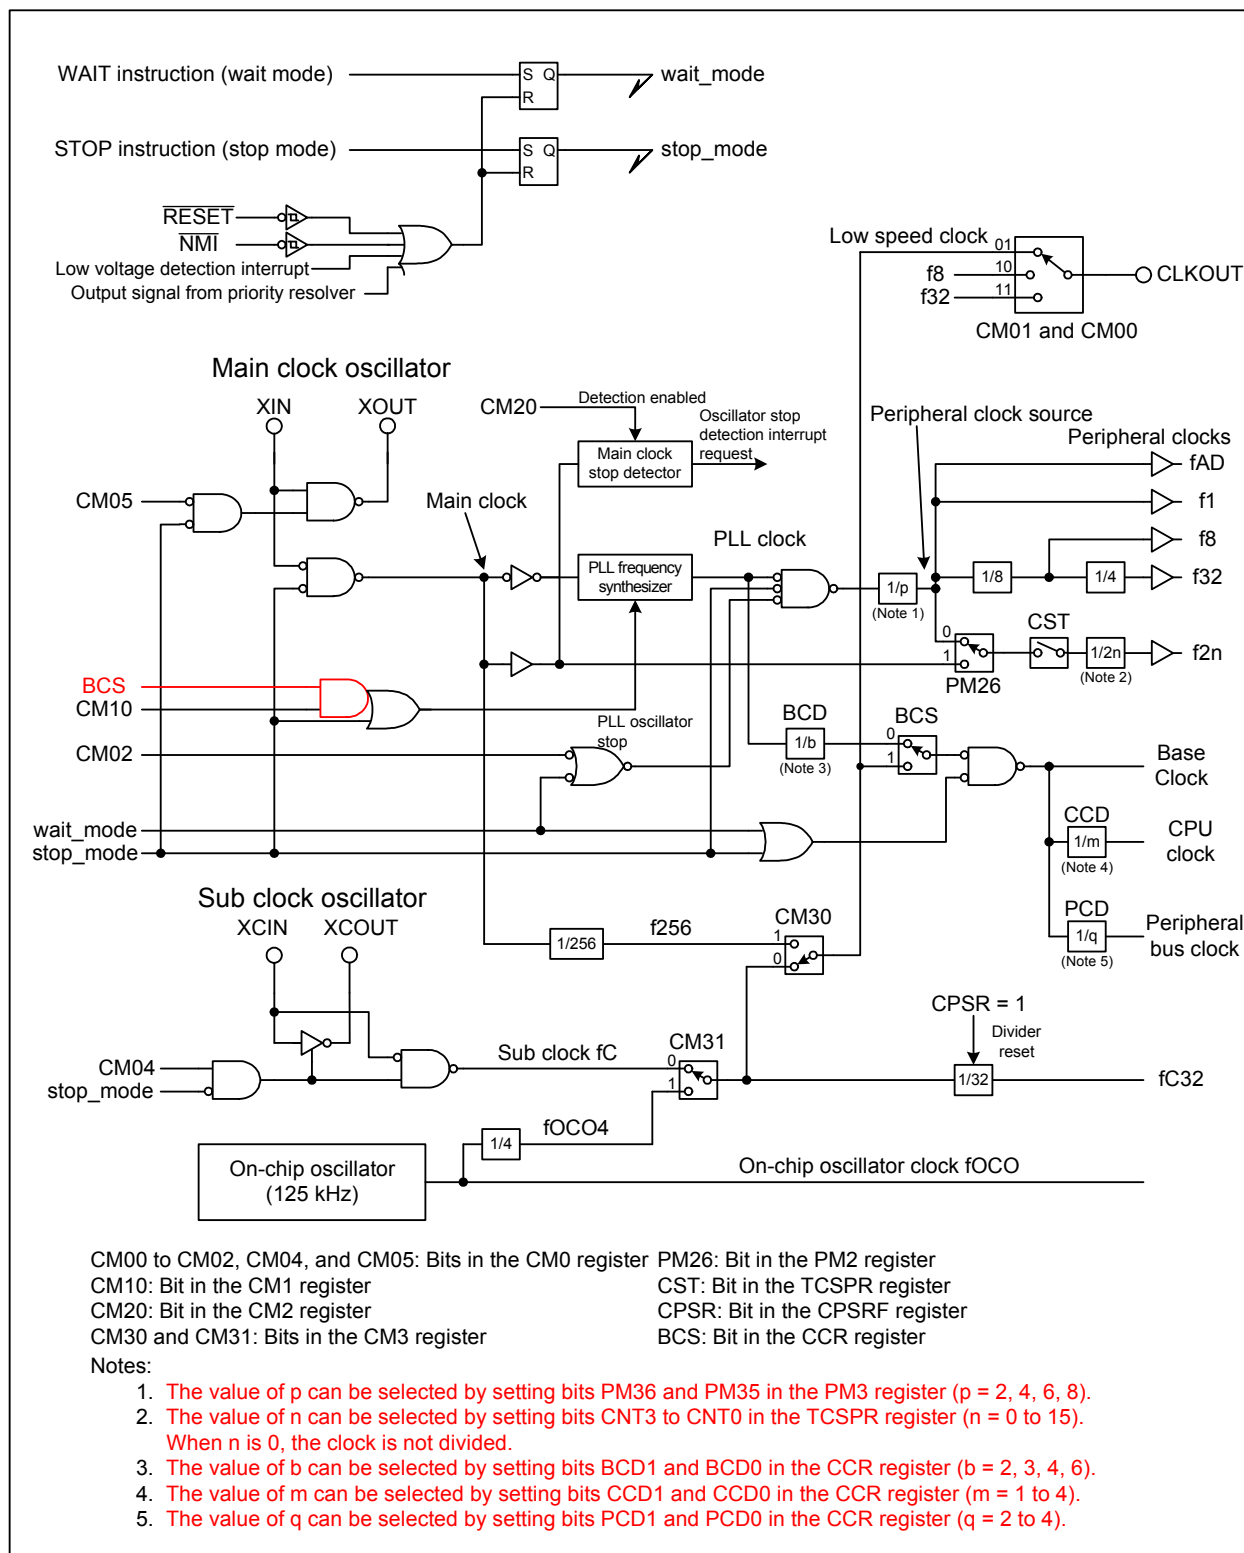 WAIT instruction (wait mode)
S Q
R
wait_mode
STOP instruction (stop mode)
S Q
R
stop_mode
RESET
NMI
Low voltage detection interrupt
Output signal from priority resolver
Low speed clock
01
f8
10
f32
11
CLKOUT
CM01 and CM00
Main clock oscillator
XIN
XOUT
CM20
Detection enabled
Oscillator stop
detection interrupt
request
Main clock
stop detector
Peripheral clock source
Peripheral clocks
fAD
f1
f8
f32
f2n
CM05
Main clock
PLL clock
PLL frequency
synthesizer
1/p
(Note 1)
1/8
1/4
0
1
PM26
CST
1/2n
(Note 2)
BCS
CM10
CM02
PLL oscillator
stop
BCD
1/b
(Note 3)
BCS
0
1
Base
Clock
CCD
1/m
(Note 4)
CPU
clock
PCD
1/q
(Note 5)
Peripheral
bus clock
wait_mode
stop_mode
Sub clock oscillator
XCIN
XCOUT
1/256
f256
CM30
1
0
CPSR = 1
Divider
reset
CM04
stop_mode
Sub clock fC
CM31
0
1
1/32
fC32
1/4
fOCO4
On-chip oscillator
(125 kHz)
On-chip oscillator clock fOCO
CM00 to CM02, CM04, and CM05: Bits in the CM0 register
PM26: Bit in the PM2 register
CM10: Bit in the CM1 register
CST: Bit in the TCSPR register
CM20: Bit in the CM2 register
CPSR: Bit in the CPSRF register
CM30 and CM31: Bits in the CM3 register
BCS: Bit in the CCR register
Notes:
1. The value of p can be selected by setting bits PM36 and PM35 in the PM3 register (p = 2, 4, 6, 8).
2. The value of n can be selected by setting bits CNT3 to CNT0 in the TCSPR register (n = 0 to 15).
When n is 0, the clock is not divided.
3. The value of b can be selected by setting bits BCD1 and BCD0 in the CCR register (b = 2, 3, 4, 6).
4. The value of m can be selected by setting bits CCD1 and CCD0 in the CCR register (m = 1 to 4).
5. The value of q can be selected by setting bits PCD1 and PCD0 in the CCR register (q = 2 to 4).